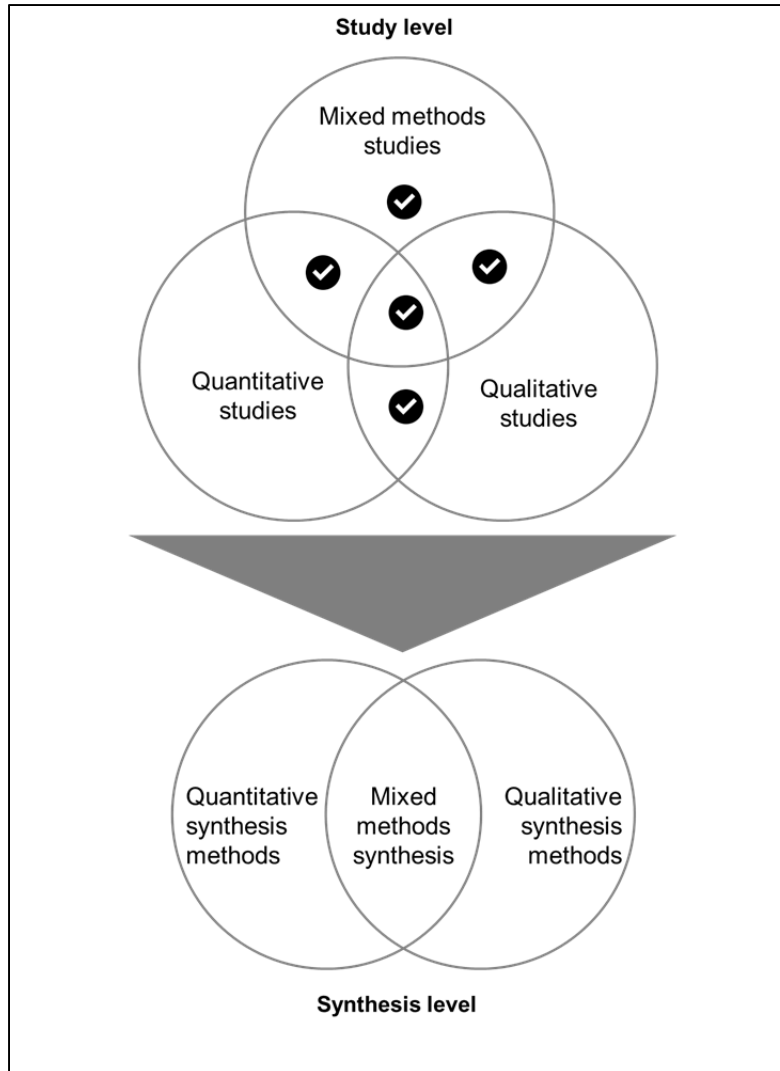 Study level
Mixed methods
studies
Quantitative
studies
Qualitative
studies
Quantitative
synthesis
methods
Mixed
methods
synthesis
Qualitative
synthesis
methods
Synthesis level